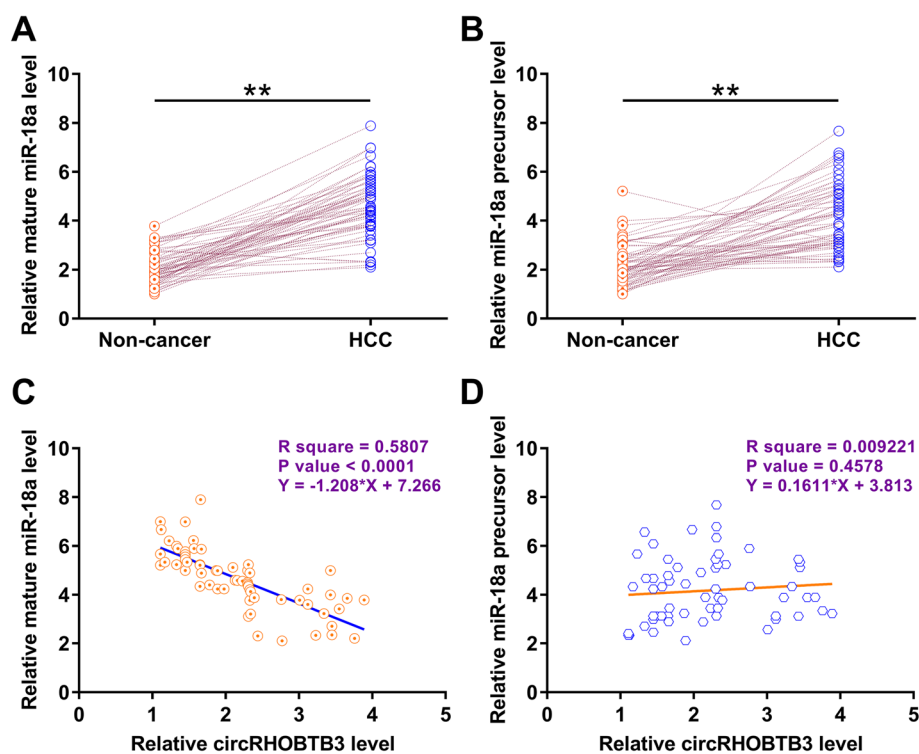 A
Relative mature miR-18a level
10
8
6
4
2
0
**
Non-cancer
HCC
B
Relative miR-18a precursor level
10
8
6
4
2
0
**
Non-cancer
HCC
C
Relative mature miR-18a level
10
8
6
4
2
0
R square = 0.5807
P value < 0.0001
Y = -1.208*X + 7.266
0
1
2
3
4
5
Relative circRHOBTB3 level
D
Relative miR-18a precursor level
10
8
6
4
2
0
R square = 0.009221
P value = 0.4578
Y = 0.1611*X + 3.813
0
1
2
3
4
5
Relative circRHOBTB3 level